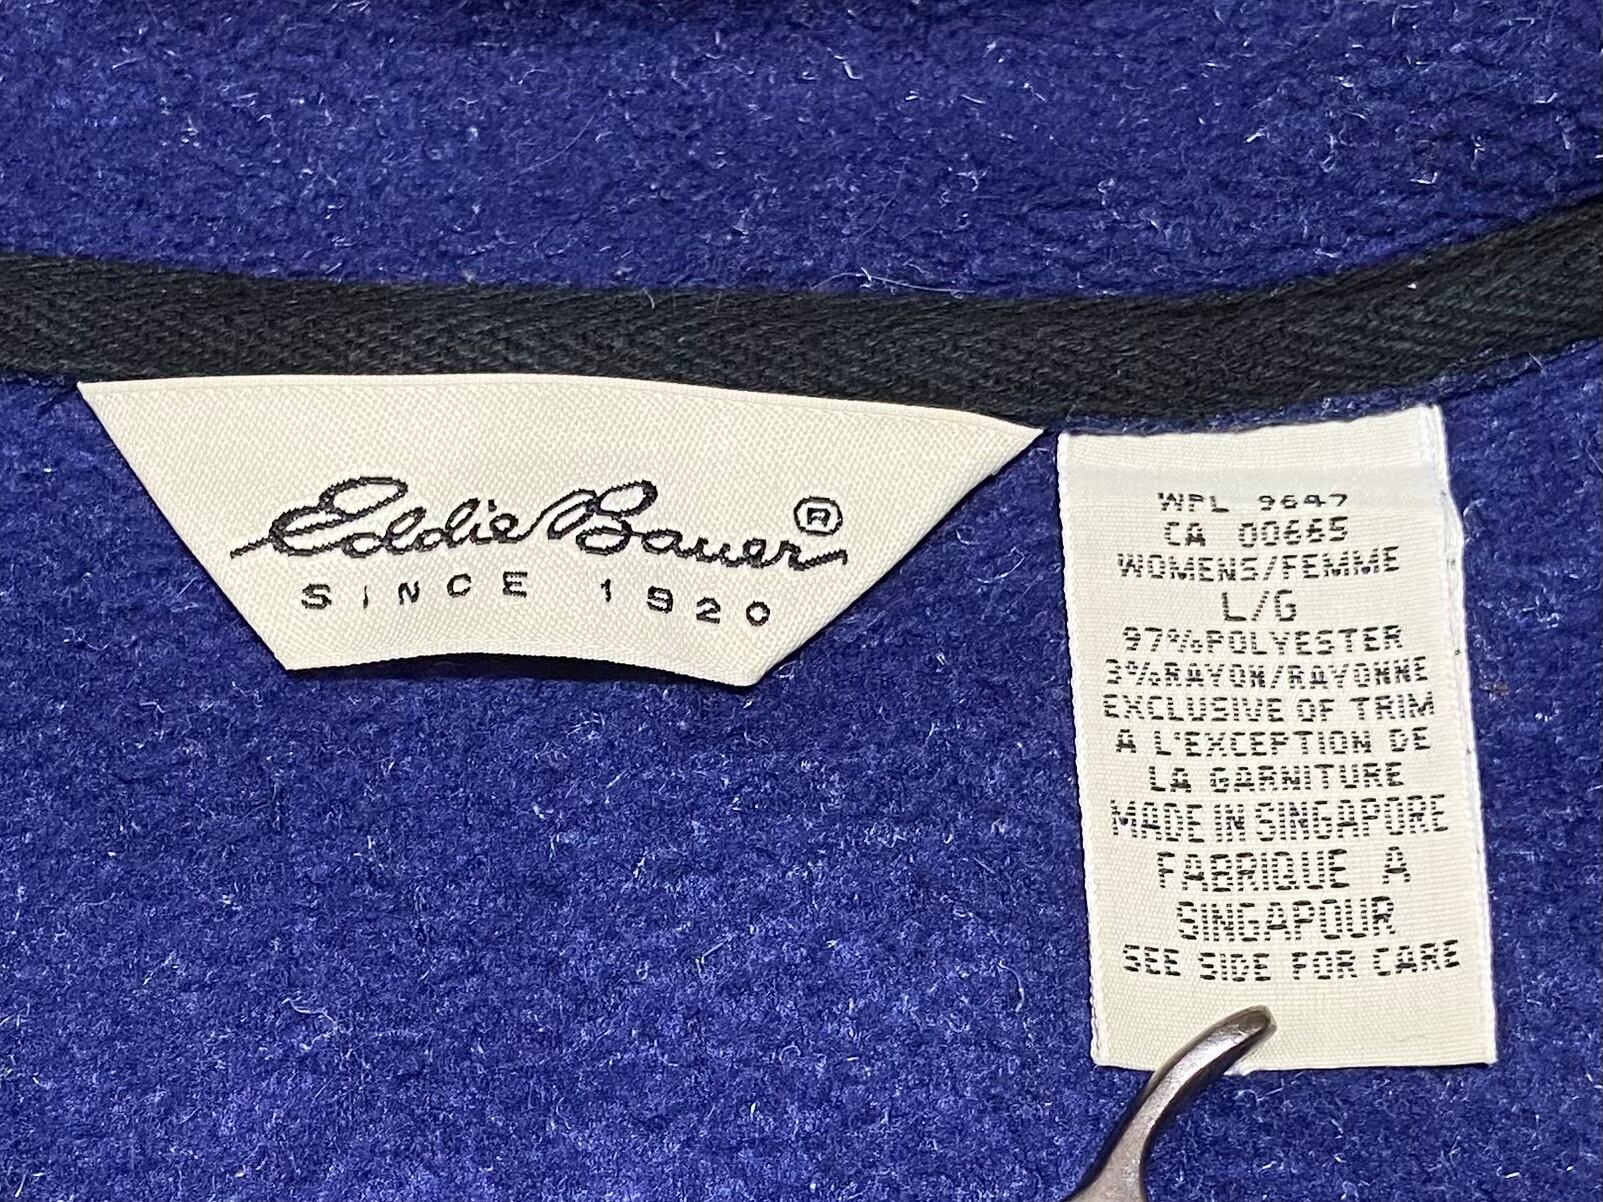 Eddie Bauer ®
SINCE 1920
WPL 9647
CA 00665
WOMENS/FEMME
L/G
97%POLYESTER
3%RAYON/RAYONNE
EXCLUSIVE OF TRIM
A L'EXCEPTION DE
LA GARNITURE
MADE IN SINGAPORE
FABRIQUE A
SINGAPOUR
SEE SIDE FOR CARE